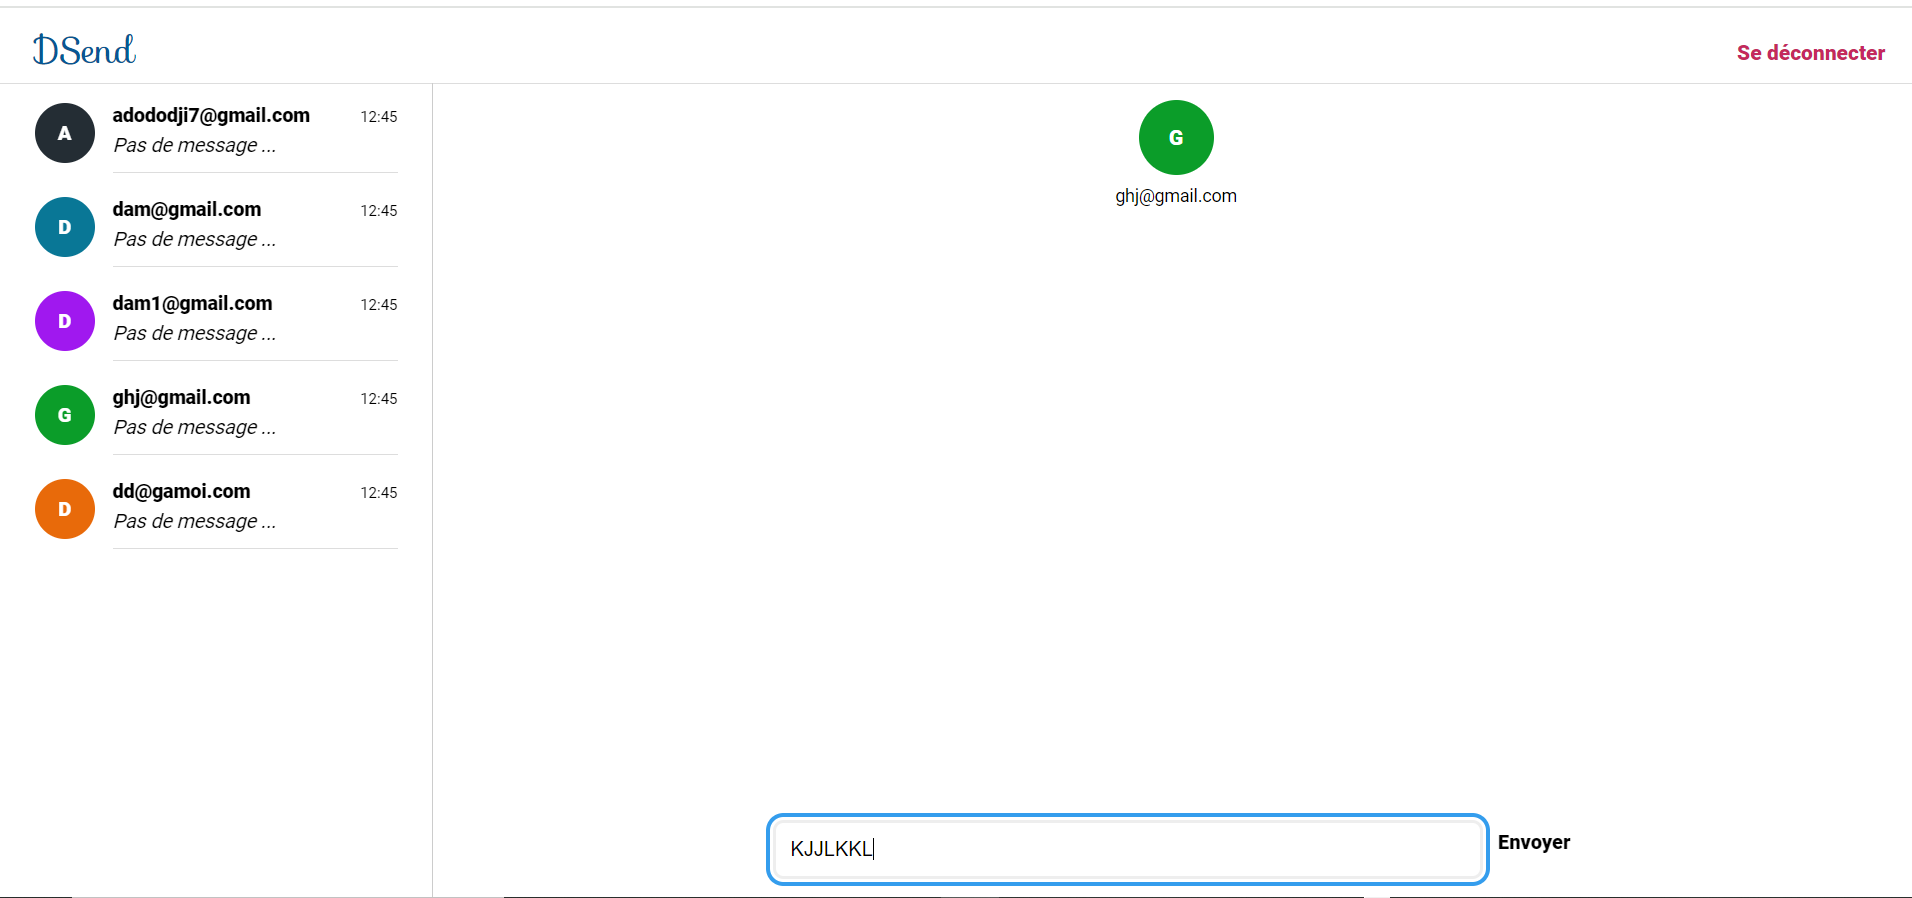 DSend
Se déconnecter
A
adododji7@gmail.com 12:45
Pas de message ...
D
dam@gmail.com 12:45
Pas de message ...
D
dam1@gmail.com 12:45
Pas de message ...
G
ghj@gmail.com 12:45
Pas de message ...
D
dd@gamoi.com 12:45
Pas de message ...
G
ghj@gmail.com
KJJLKKL
Envoyer